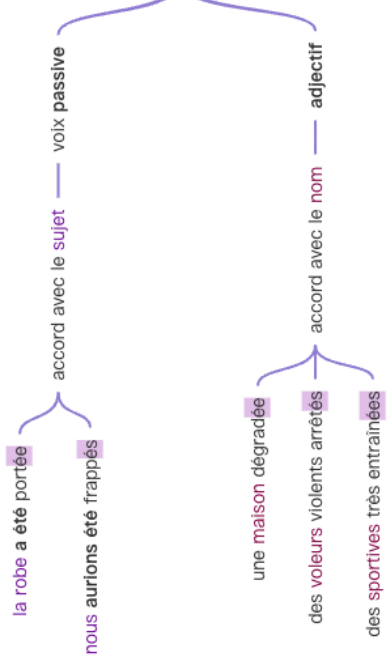 voix passive
accord avec le sujet
la robe a été portée
nous aurions été frappés
adjectif
accord avec le nom
une maison dégradée
des voleurs violents arrêtés
des sportives très entraînées